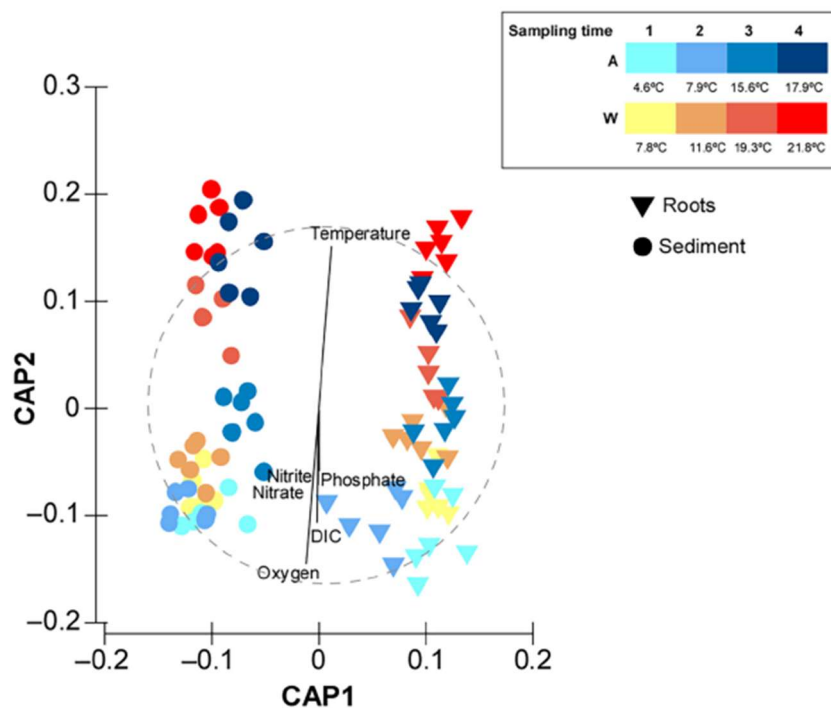 Sampling time 1 2 3 4
A
4.6ºC 7.9ºC 15.6ºC 17.9ºC
W
7.8ºC 11.6ºC 19.3ºC 21.8ºC
Roots
Sediment
0.3
0.2
0.1
0
–0.1
–0.2
CAP2
Temperature
Nitrite
Phosphate
Nitrate
DIC
Oxygen
–0.2 –0.1 0 0.1 0.2
CAP1